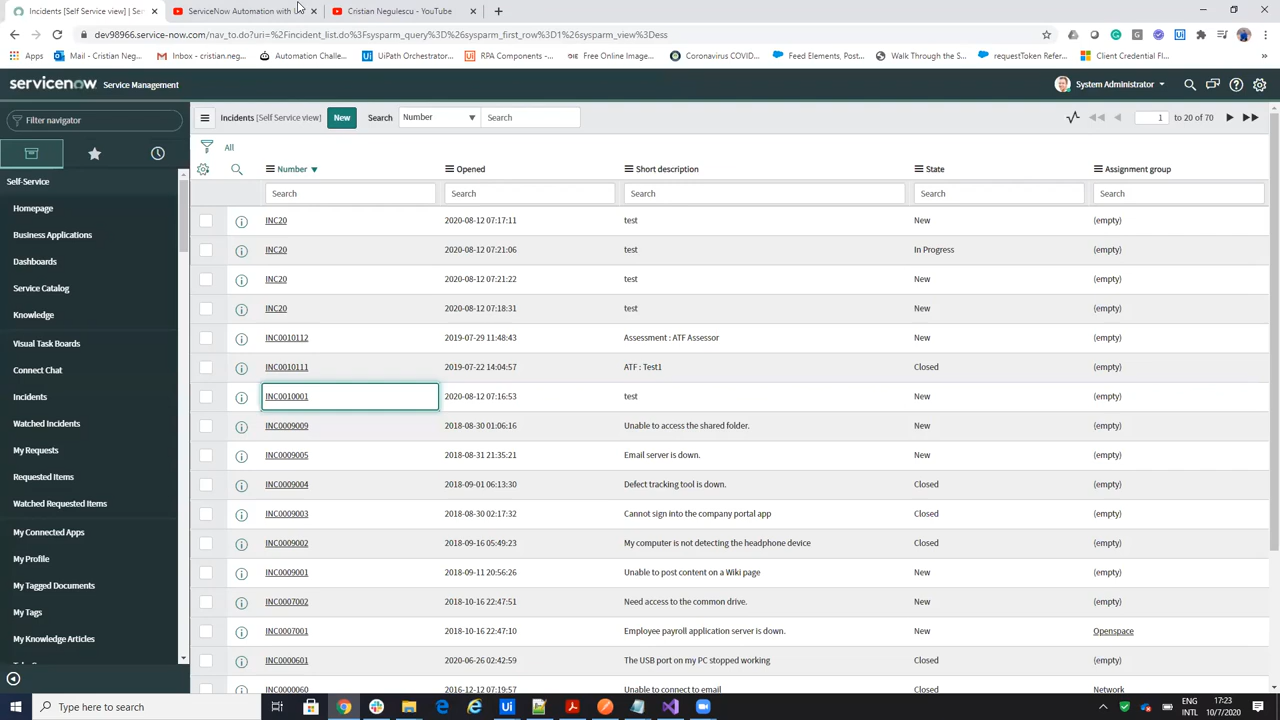 Incidents [Self Service view] | Ser
ServiceNow Automation with
Cristian Negulescu - YouTube
dev98966.service-now.com/nav_to.do?uri=%2Fincident_list.do%3Fsysparm_query%3D%26sysparm_first_row%3D1%26sysparm_view%3Dess
Apps
Cristian Neg...
Inbox - cristian.neg...
Automation Challe...
UiPath Orchestrator...
RPA Components –...
Free Online Image...
Coronavirus COVID...
Feed Elements, Post...
Walk Through the S...
requestToken Refer...
Client Credential Fl...
servicenow Service Management
System Administrator
Filter navigator
Incidents [Self Service view]
New
Search
Number
Search
1 to 20 of 70
All
Number
Opened
Short description
State
Assignment group
Search
Search
Search
Search
Search
Self-Service
Homepage
Business Applications
Dashboards
Service Catalog
Knowledge
Visual Task Boards
Connect Chat
Incidents
Watched Incidents
My Requests
Requested Items
Watched Requested Items
My Connected Apps
My Profile
My Tagged Documents
My Tags
My Knowledge Articles
INC20 2020-08-12 07:17:11 test New (empty)
INC20 2020-08-12 07:21:06 test In Progress (empty)
INC20 2020-08-12 07:21:22 test New (empty)
INC20 2020-08-12 07:18:31 test New (empty)
INC0010112 2019-07-29 11:48:43 Assessment : ATF Assessor New (empty)
INC0010111 2019-07-22 14:04:57 ATF : Test1 Closed (empty)
INC0010001 2020-08-12 07:16:53 test New (empty)
INC0009009 2018-08-30 01:06:16 Unable to access the shared folder. New (empty)
INC0009005 2018-08-31 21:35:21 Email server is down. New (empty)
INC0009004 2018-09-01 06:13:30 Defect tracking tool is down. Closed (empty)
INC0009003 2018-08-30 02:17:32 Cannot sign into the company portal app Closed (empty)
INC0009002 2018-09-16 05:49:23 My computer is not detecting the headphone device Closed (empty)
INC0009001 2018-09-11 20:56:26 Unable to post content on a Wiki page New (empty)
INC0007002 2018-10-16 22:47:51 Need access to the common drive. New (empty)
INC0007001 2018-10-16 22:47:10 Employee payroll application server is down. New Openspace
INC0000601 2020-06-26 02:42:59 The USB port on my PC stopped working Closed (empty)
INC0000060 2016-12-12 07:19:57 Unable to connect to email Closed Network
Type here to search
ENG
INTL
17:23
10/7/2020